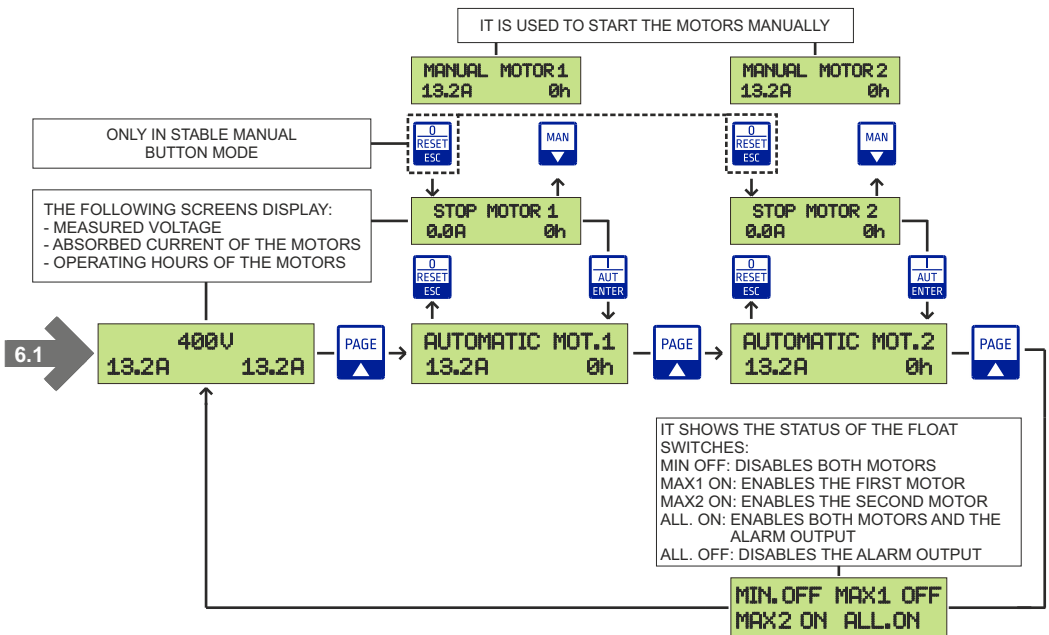 IT IS USED TO START THE MOTORS MANUALLY
MANUAL MOTOR1
13.2A 0h
MANUAL MOTOR2
13.2A 0h
ONLY IN STABLE MANUAL
BUTTON MODE
0
RESET
ESC
MAN
0
RESET
ESC
MAN
THE FOLLOWING SCREENS DISPLAY:
- MEASURED VOLTAGE
- ABSORBED CURRENT OF THE MOTORS
- OPERATING HOURS OF THE MOTORS
STOP MOTOR 1
0.0A 0h
STOP MOTOR 2
0.0A 0h
0
RESET
ESC
I
AUT
ENTER
0
RESET
ESC
I
AUT
ENTER
6.1
400V
13.2A 13.2A
PAGE
AUTOMATIC MOT.1
13.2A 0h
PAGE
AUTOMATIC MOT.2
13.2A 0h
PAGE
IT SHOWS THE STATUS OF THE FLOAT
SWITCHES:
MIN OFF: DISABLES BOTH MOTORS
MAX1 ON: ENABLES THE FIRST MOTOR
MAX2 ON: ENABLES THE SECOND MOTOR
ALL. ON: ENABLES BOTH MOTORS AND THE
ALARM OUTPUT
ALL. OFF: DISABLES THE ALARM OUTPUT
MIN.OFF MAX1 OFF
MAX2 ON ALL.ON